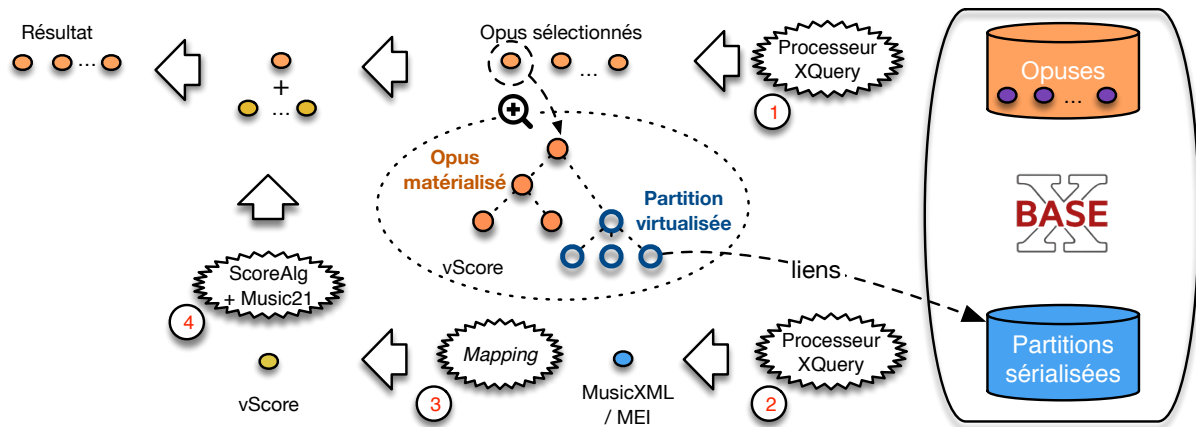 Résultat
Opus sélectionnés
Processeur
XQuery
Opuses
...
+
...
...
1
...
Opus
matérialisé
Partition
virtualisée
X
BASE
vScore
liens
ScoreAlg
+ Music21
4
Mapping
3
MusicXML
/ MEI
Processeur
XQuery
2
Partitions
sérialisées
vScore